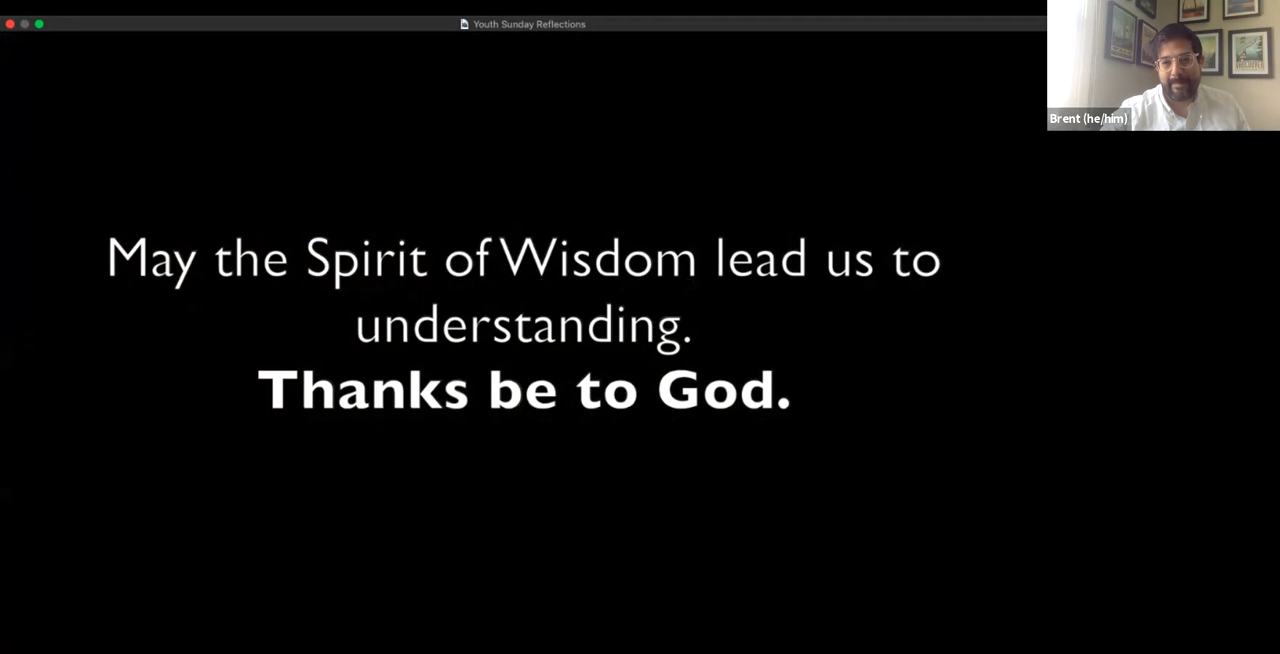 Youth Sunday Reflections
Brent (he/him)
May the Spirit of Wisdom lead us to
understanding.
Thanks be to God.